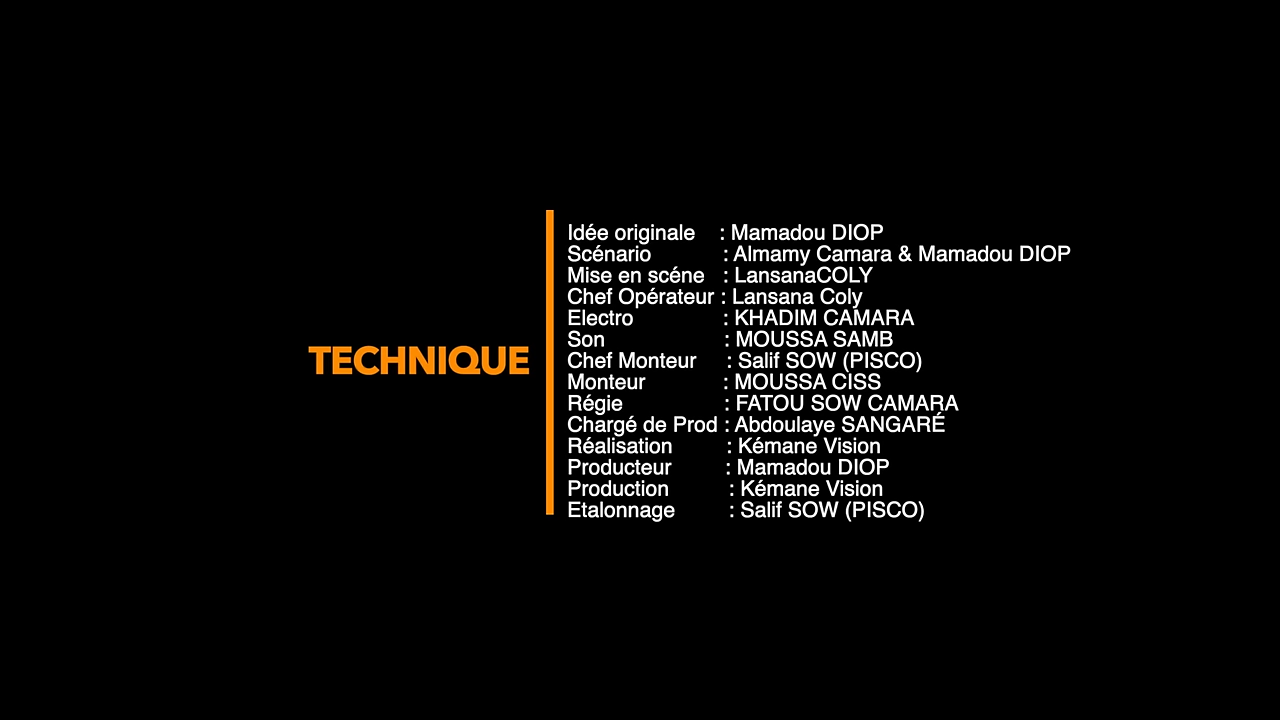 TECHNIQUE
Idée originale : Mamadou DIOP
Scénario : Almamy Camara & Mamadou DIOP
Mise en scéne : LansanaCOLY
Chef Opérateur : Lansana Coly
Electro : KHADIM CAMARA
Son : MOUSSA SAMB
Chef Monteur : Salif SOW (PISCO)
Monteur : MOUSSA CISS
Régie : FATOU SOW CAMARA
Chargé de Prod : Abdoulaye SANGARÉ
Réalisation : Kémane Vision
Producteur : Mamadou DIOP
Production : Kémane Vision
Etalonnage : Salif SOW (PISCO)